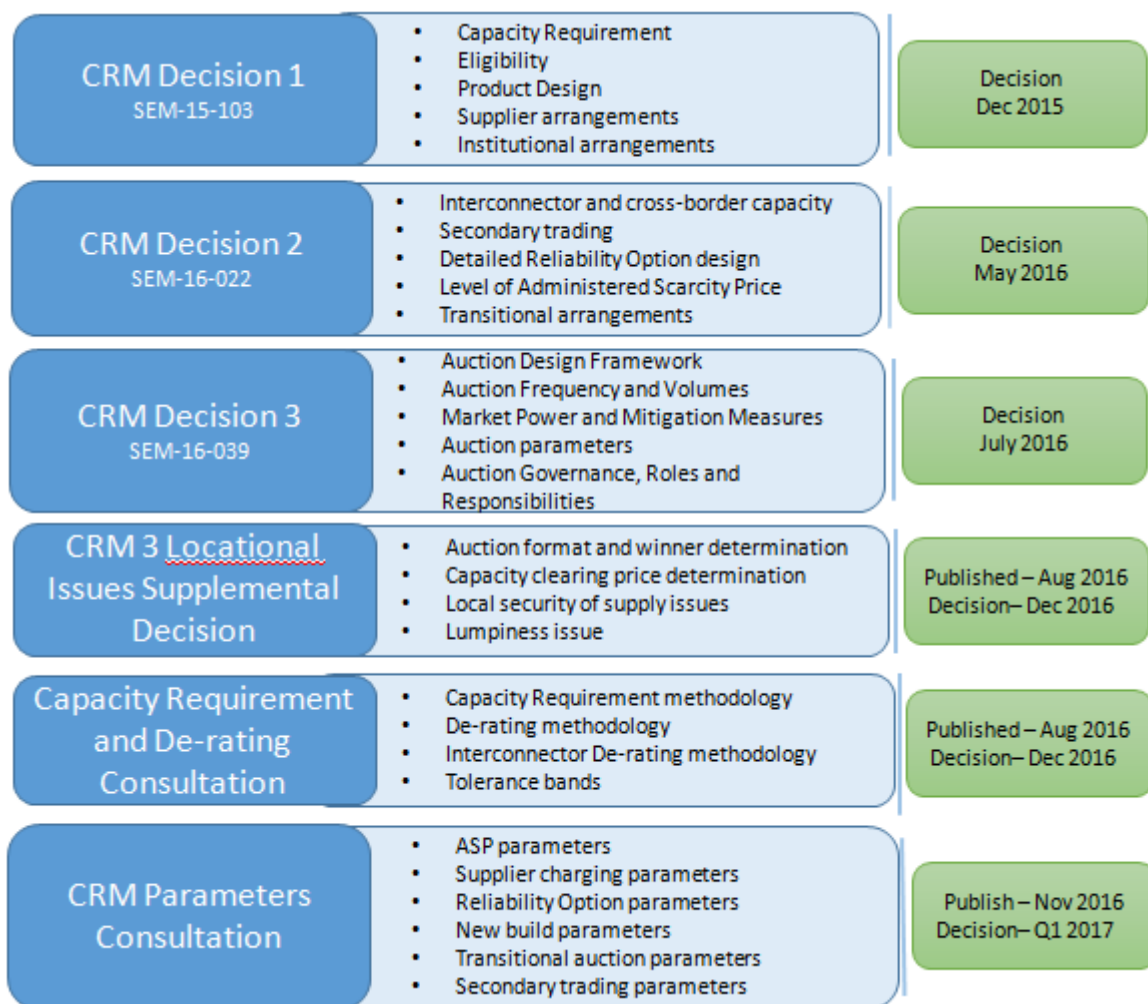 CRM Decision 1
SEM-15-103
• Capacity Requirement
• Eligibility
• Product Design
• Supplier arrangements
• Institutional arrangements
Decision
Dec 2015
CRM Decision 2
SEM-16-022
• Interconnector and cross-border capacity
• Secondary trading
• Detailed Reliability Option design
• Level of Administered Scarcity Price
• Transitional arrangements
Decision
May 2016
CRM Decision 3
SEM-16-039
• Auction Design Framework
• Auction Frequency and Volumes
• Market Power and Mitigation Measures
• Auction parameters
• Auction Governance, Roles and
Responsibilities
Decision
July 2016
CRM 3 Locational
Issues Supplemental
Decision
• Auction format and winner determination
• Capacity clearing price determination
• Local security of supply issues
• Lumpiness issue
Published – Aug 2016
Decision– Dec 2016
Capacity Requirement
and De-rating
Consultation
• Capacity Requirement methodology
• De-rating methodology
• Interconnector De-rating methodology
• Tolerance bands
Published – Aug 2016
Decision– Dec 2016
CRM Parameters
Consultation
• ASP parameters
• Supplier charging parameters
• Reliability Option parameters
• New build parameters
• Transitional auction parameters
• Secondary trading parameters
Publish – Nov 2016
Decision– Q1 2017